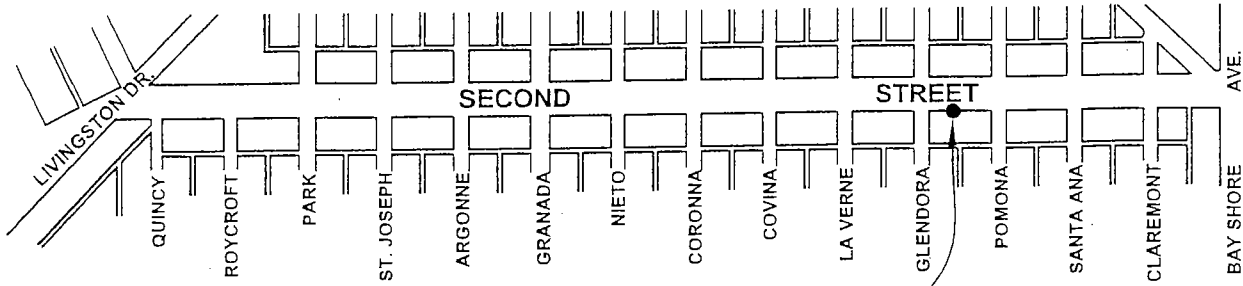 LIVINGSTON DR.
SECOND
STREET
AVE.
QUINCY
ROYCROFT
PARK
ST. JOSEPH
ARGONNE
GRANADA
NIETO
CORONNA
COVINA
LA VERNE
GLENDORA
POMONA
SANTA ANA
CLAREMONT
BAY SHORE